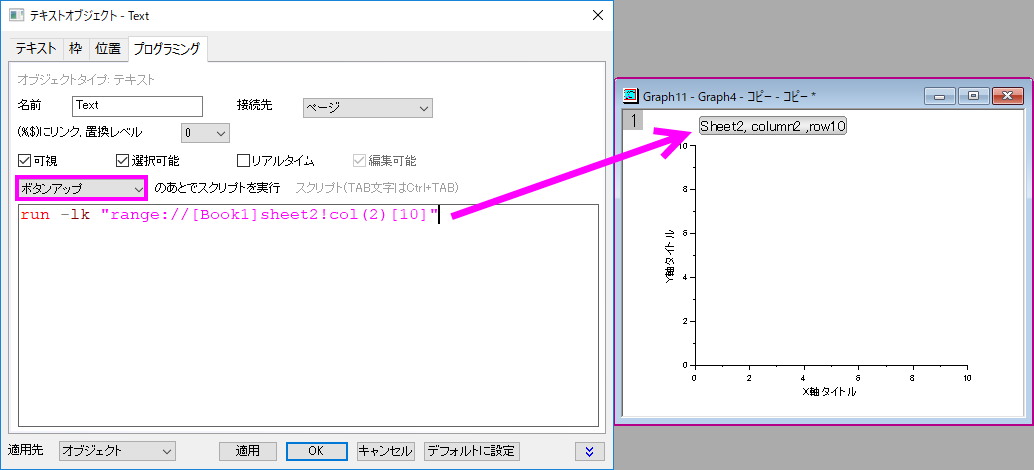 テキストオブジェクト - Text
テキスト 枠 位置 プログラミング
オブジェクトタイプ: テキスト
名前 Text 接続先 ページ
(%$)にリンク, 置換レベル 0
可視 選択可能 リアルタイム 編集可能
ボタンアップ のあとでスクリプトを実行 スクリプト(TAB文字はCtrl+TAB)
run -lk "range://[Book1]sheet2!col(2)[10]"
適用先 オブジェクト 適用 OK キャンセル デフォルトに設定
Graph11 - Graph4 - コピー - コピー *
1
Sheet2, column2 ,row10
10
8
6
4
2
0
Y軸タイトル
0 2 4 6 8 10
X軸タイトル